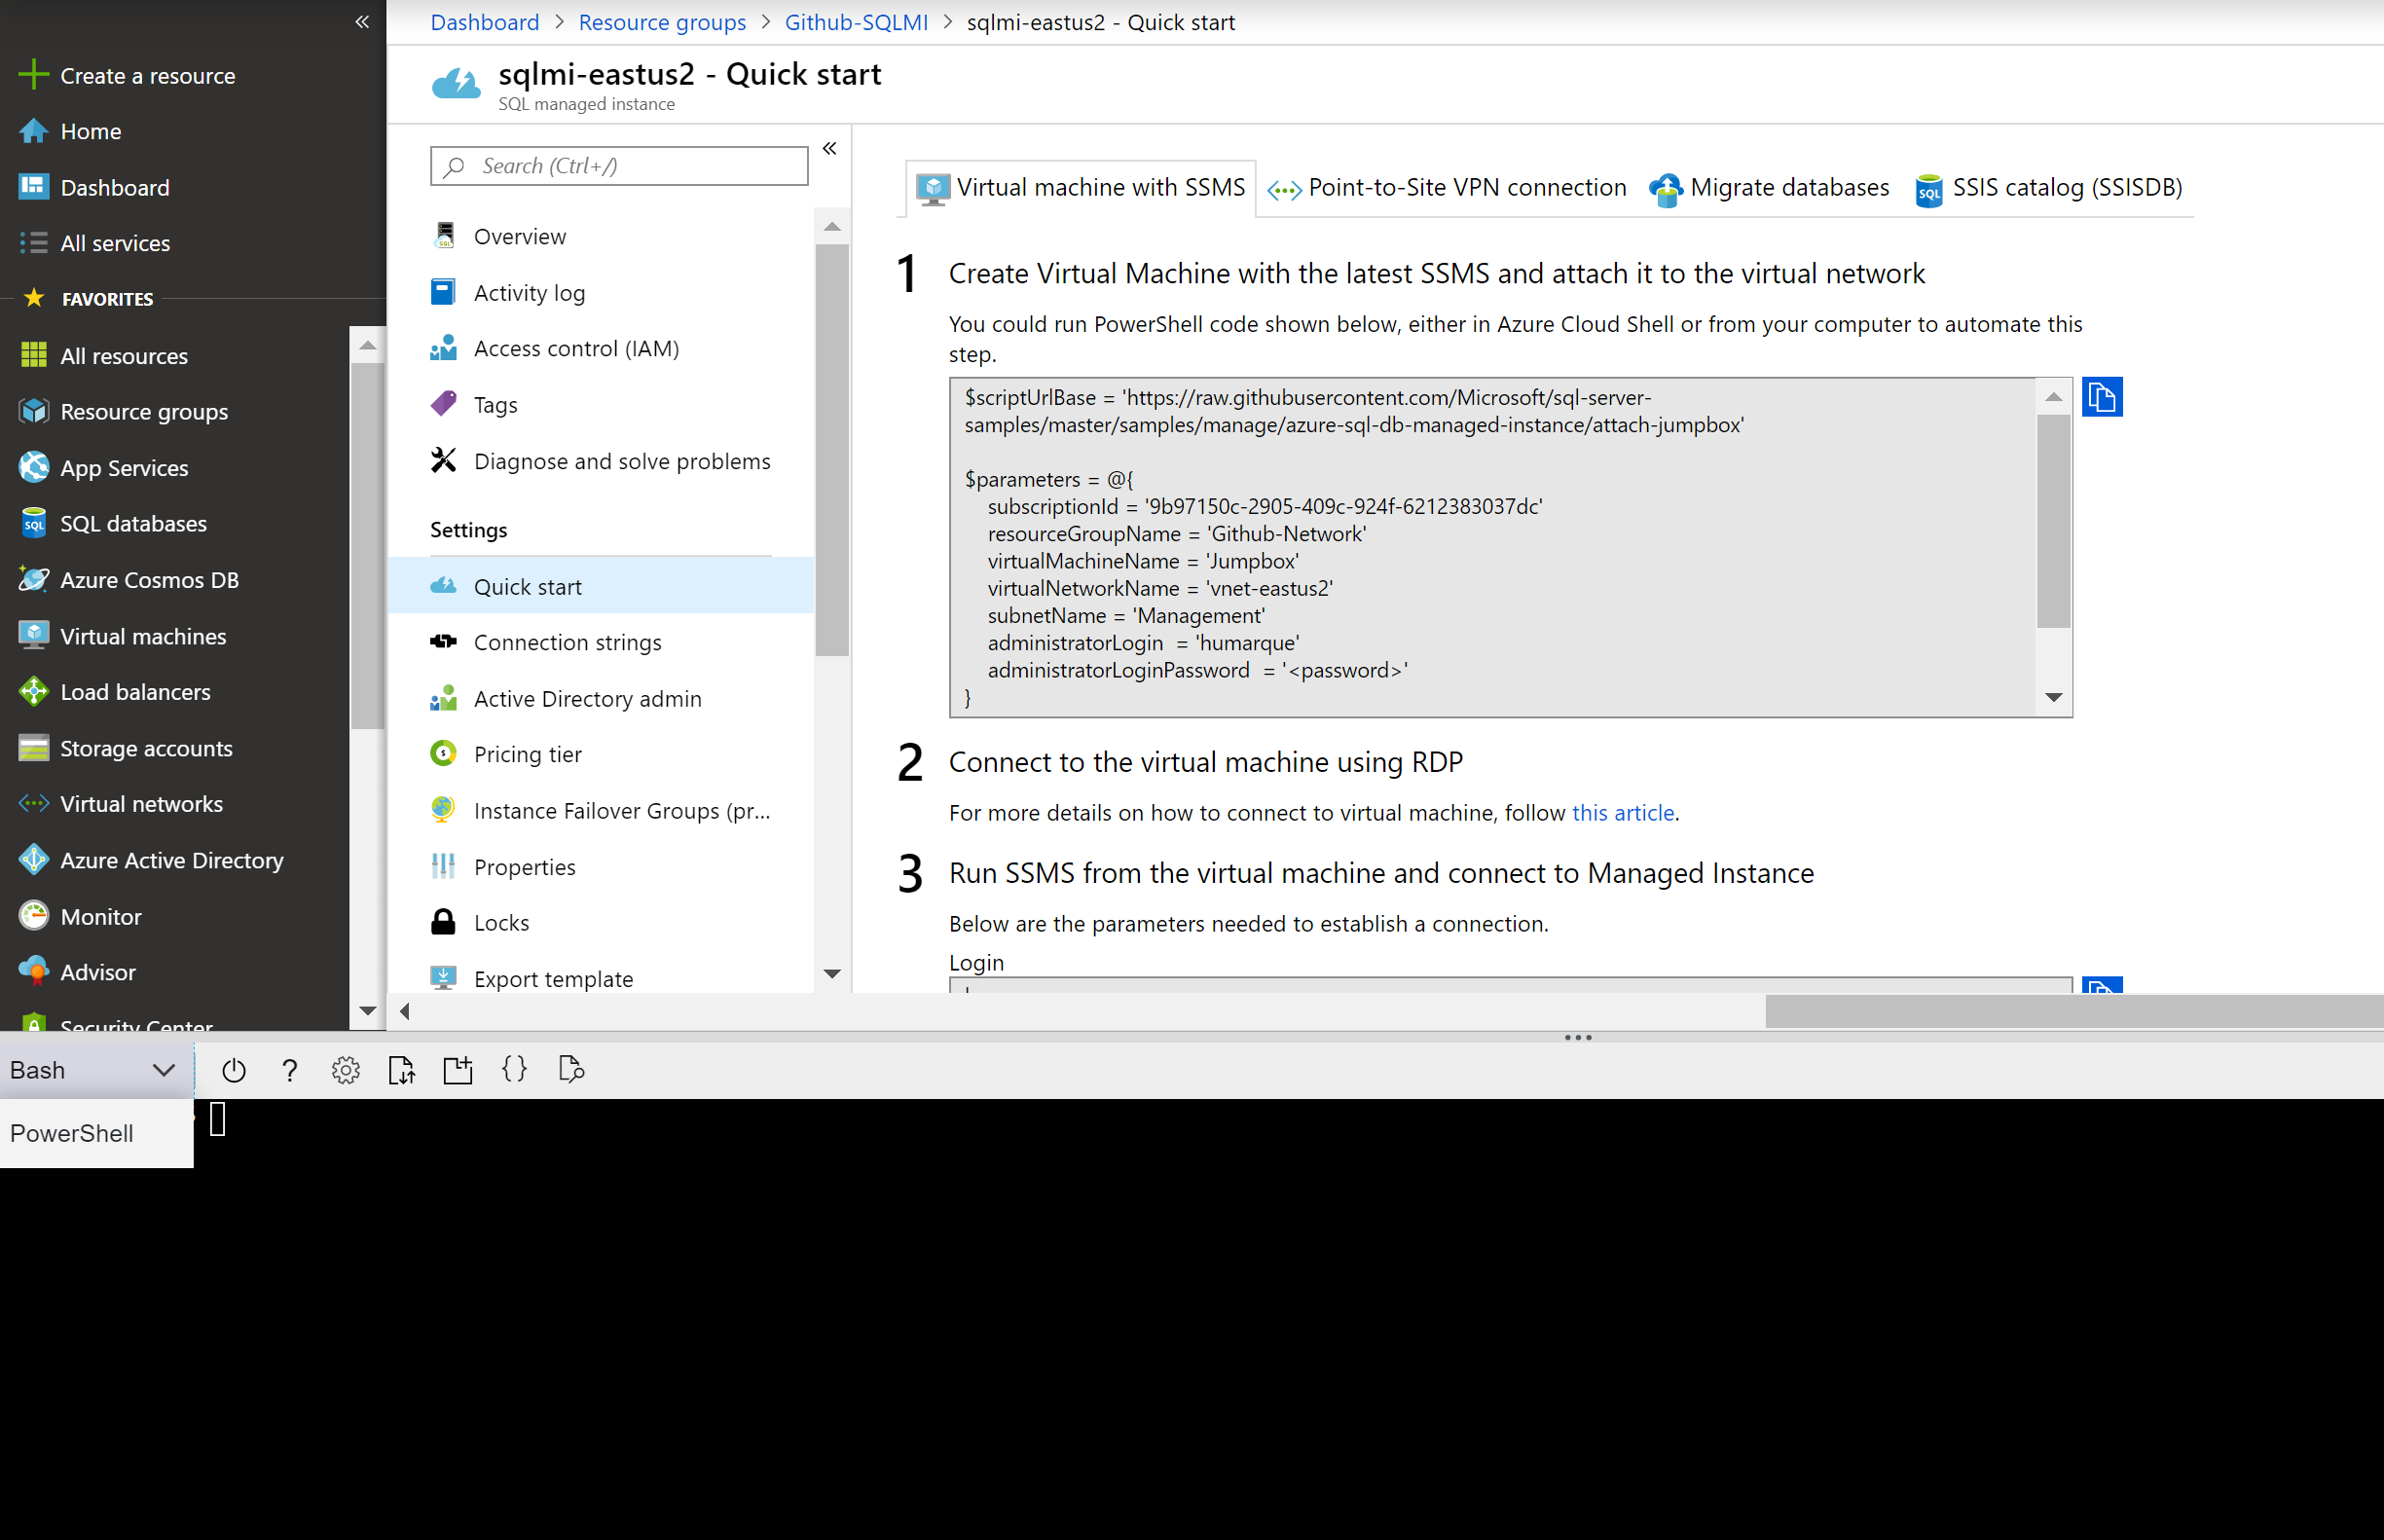 Dashboard > Resource groups > Github-SQLMI > sqlmi-eastus2 - Quick start
Create a resource
Home
Dashboard
All services
FAVORITES
All resources
Resource groups
App Services
SQL databases
Azure Cosmos DB
Virtual machines
Load balancers
Storage accounts
Virtual networks
Azure Active Directory
Monitor
Advisor
Security Center
sqlmi-eastus2 - Quick start
SQL managed instance
Search (Ctrl+/)
Overview
Activity log
Access control (IAM)
Tags
Diagnose and solve problems
Settings
Quick start
Connection strings
Active Directory admin
Pricing tier
Instance Failover Groups (pr...
Properties
Locks
Export template
Virtual machine with SSMS
Point-to-Site VPN connection
Migrate databases
SSIS catalog (SSISDB)
1 Create Virtual Machine with the latest SSMS and attach it to the virtual network
You could run PowerShell code shown below, either in Azure Cloud Shell or from your computer to automate this
step.
$scriptUrlBase = 'https://raw.githubusercontent.com/Microsoft/sql-server-
samples/master/samples/manage/azure-sql-db-managed-instance/attach-jumpbox'
$parameters = @{
subscriptionId = '9b97150c-2905-409c-924f-6212383037dc'
resourceGroupName = 'Github-Network'
virtualMachineName = 'Jumpbox'
virtualNetworkName = 'vnet-eastus2'
subnetName = 'Management'
administratorLogin  = 'humarque'
administratorLoginPassword  = '<password>'
}
2 Connect to the virtual machine using RDP
For more details on how to connect to virtual machine, follow this article.
3 Run SSMS from the virtual machine and connect to Managed Instance
Below are the parameters needed to establish a connection.
Login
Bash
PowerShell